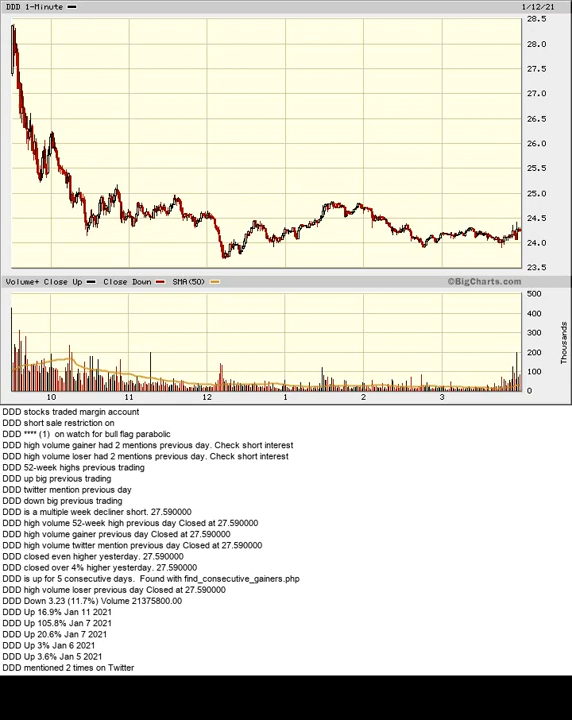 DDD 1-Minute 1/12/21
28.5
28.0
27.5
27.0
26.5
26.0
25.5
25.0
24.5
24.0
23.5
Volume+ Close Up Close Down SMA(50) ©BigCharts.com
500
400
300
200
100
0
Thousands
10 11 12 1 2 3
DDD stocks traded margin account
DDD short sale restriction on
DDD **** (1) on watch for bull flag parabolic
DDD high volume gainer had 2 mentions previous day. Check short interest
DDD high volume loser had 2 mentions previous day. Check short interest
DDD 52-week highs previous trading
DDD up big previous trading
DDD twitter mention previous day
DDD down big previous trading
DDD is a multiple week decliner short. 27.590000
DDD high volume 52-week high previous day Closed at 27.590000
DDD high volume gainer previous day Closed at 27.590000
DDD high volume twitter mention previous day Closed at 27.590000
DDD closed even higher yesterday. 27.590000
DDD closed over 4% higher yesterday. 27.590000
DDD is up for 5 consecutive days. Found with find_consecutive_gainers.php
DDD high volume loser previous day Closed at 27.590000
DDD Down 3.23 (11.7%) Volume 21375800.00
DDD Up 16.9% Jan 11 2021
DDD Up 105.8% Jan 7 2021
DDD Up 20.6% Jan 7 2021
DDD Up 3% Jan 6 2021
DDD Up 3.6% Jan 5 2021
DDD mentioned 2 times on Twitter